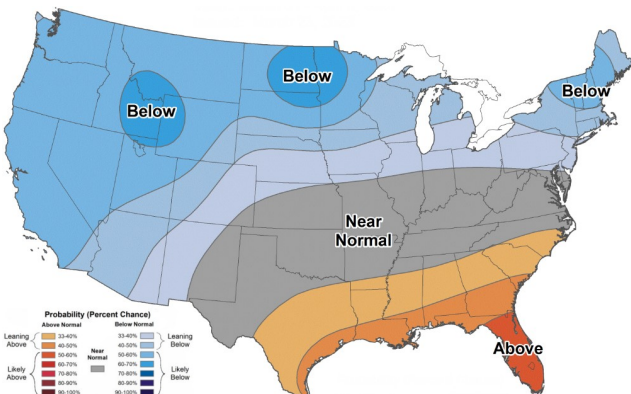 Below
Below
Below
Near
Normal
Above
Probability (Percent Chance)
Above Normal
Below Normal
Leaning
Above
Likely
Above
33-40%
40-50%
50-60%
60-70%
70-80%
80-90%
90-100%
Near
Normal
33-40%
40-50%
50-60%
60-70%
70-80%
80-90%
90-100%
Leaning
Below
Likely
Below